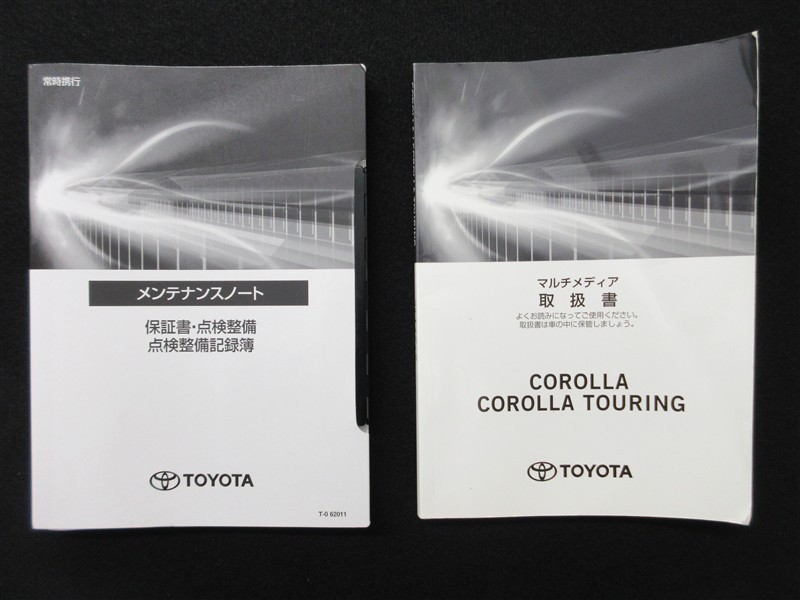 常時携行
メンテナンスノート
保証書・点検整備
点検整備記録簿
TOYOTA
T-0 62011
マルチメディア
取扱書
よくお読みになってご使用ください。
取扱書は車の中に保管しましょう。
COROLLA
COROLLA TOURING
TOYOTA